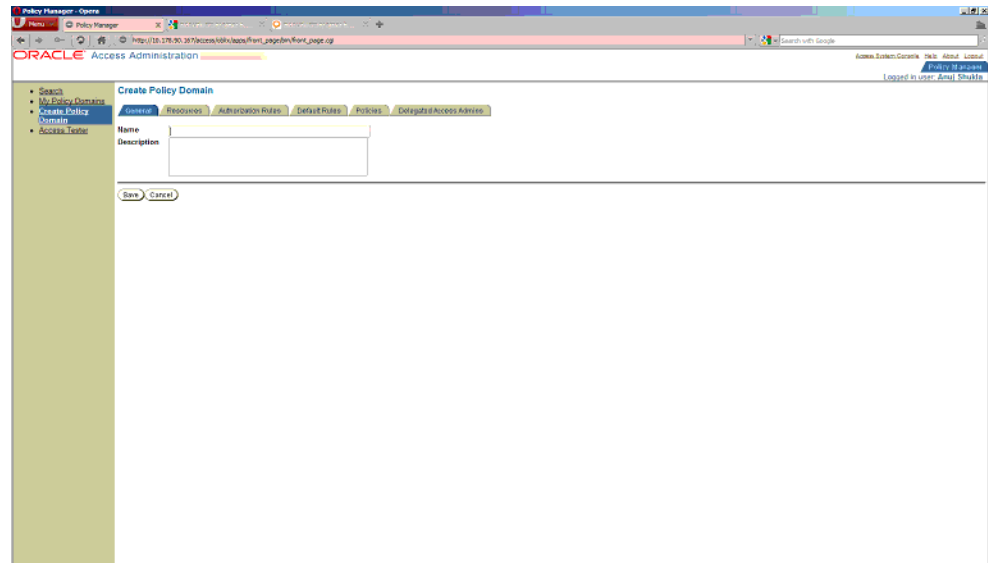 Policy Manager - Opera
Menu
Policy Manager
Search with Google
ORACLE Access Administration
Access System Console Help About Logout
Policy Manager
Logged in user: Anuj Shukla
Search
My Policy Domains
Create Policy
Domain
Access Tester
Create Policy Domain
General Resources Authorization Rules Default Rules Policies Delegated Access Admins
Name
Description
Save Cancel